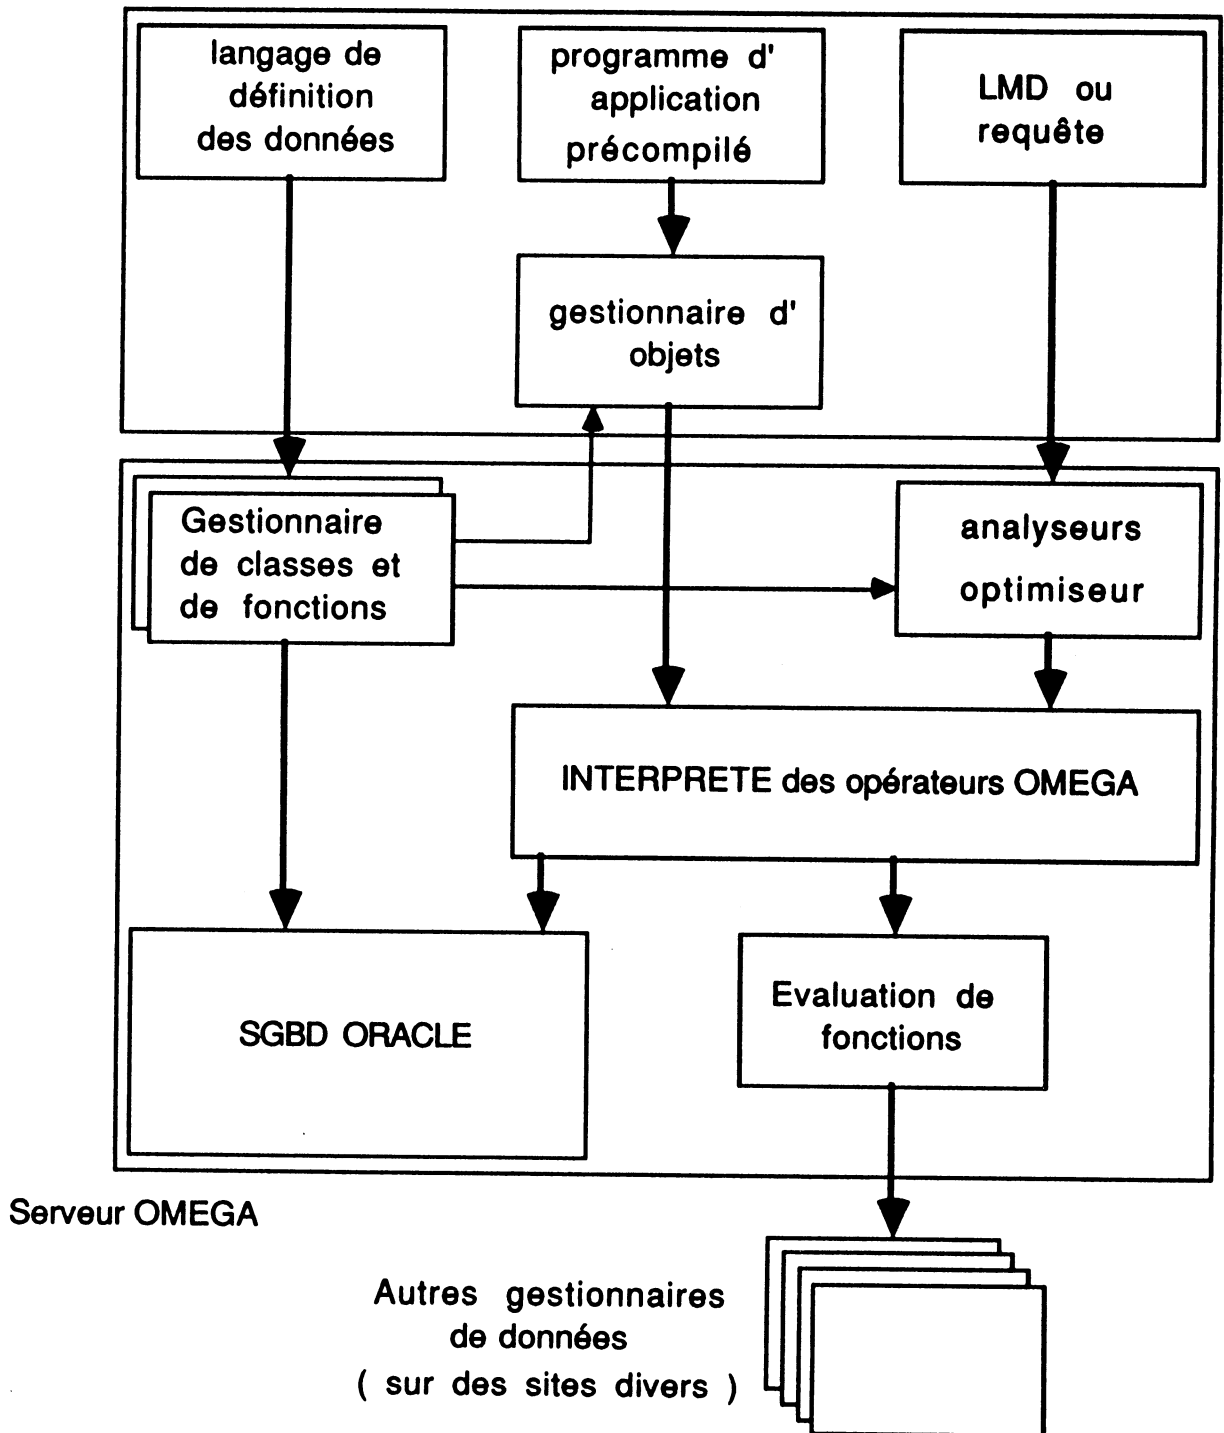 langage de
définition
des données
programme d'
application
précompilé
LMD ou
requête
gestionnaire d'
objets
Gestionnaire
de classes et
de fonctions
analyseurs
optimiseur
INTERPRETE des opérateurs OMEGA
SGBD ORACLE
Evaluation de
fonctions
Serveur OMEGA
Autres gestionnaires
de données
( sur des sites divers )